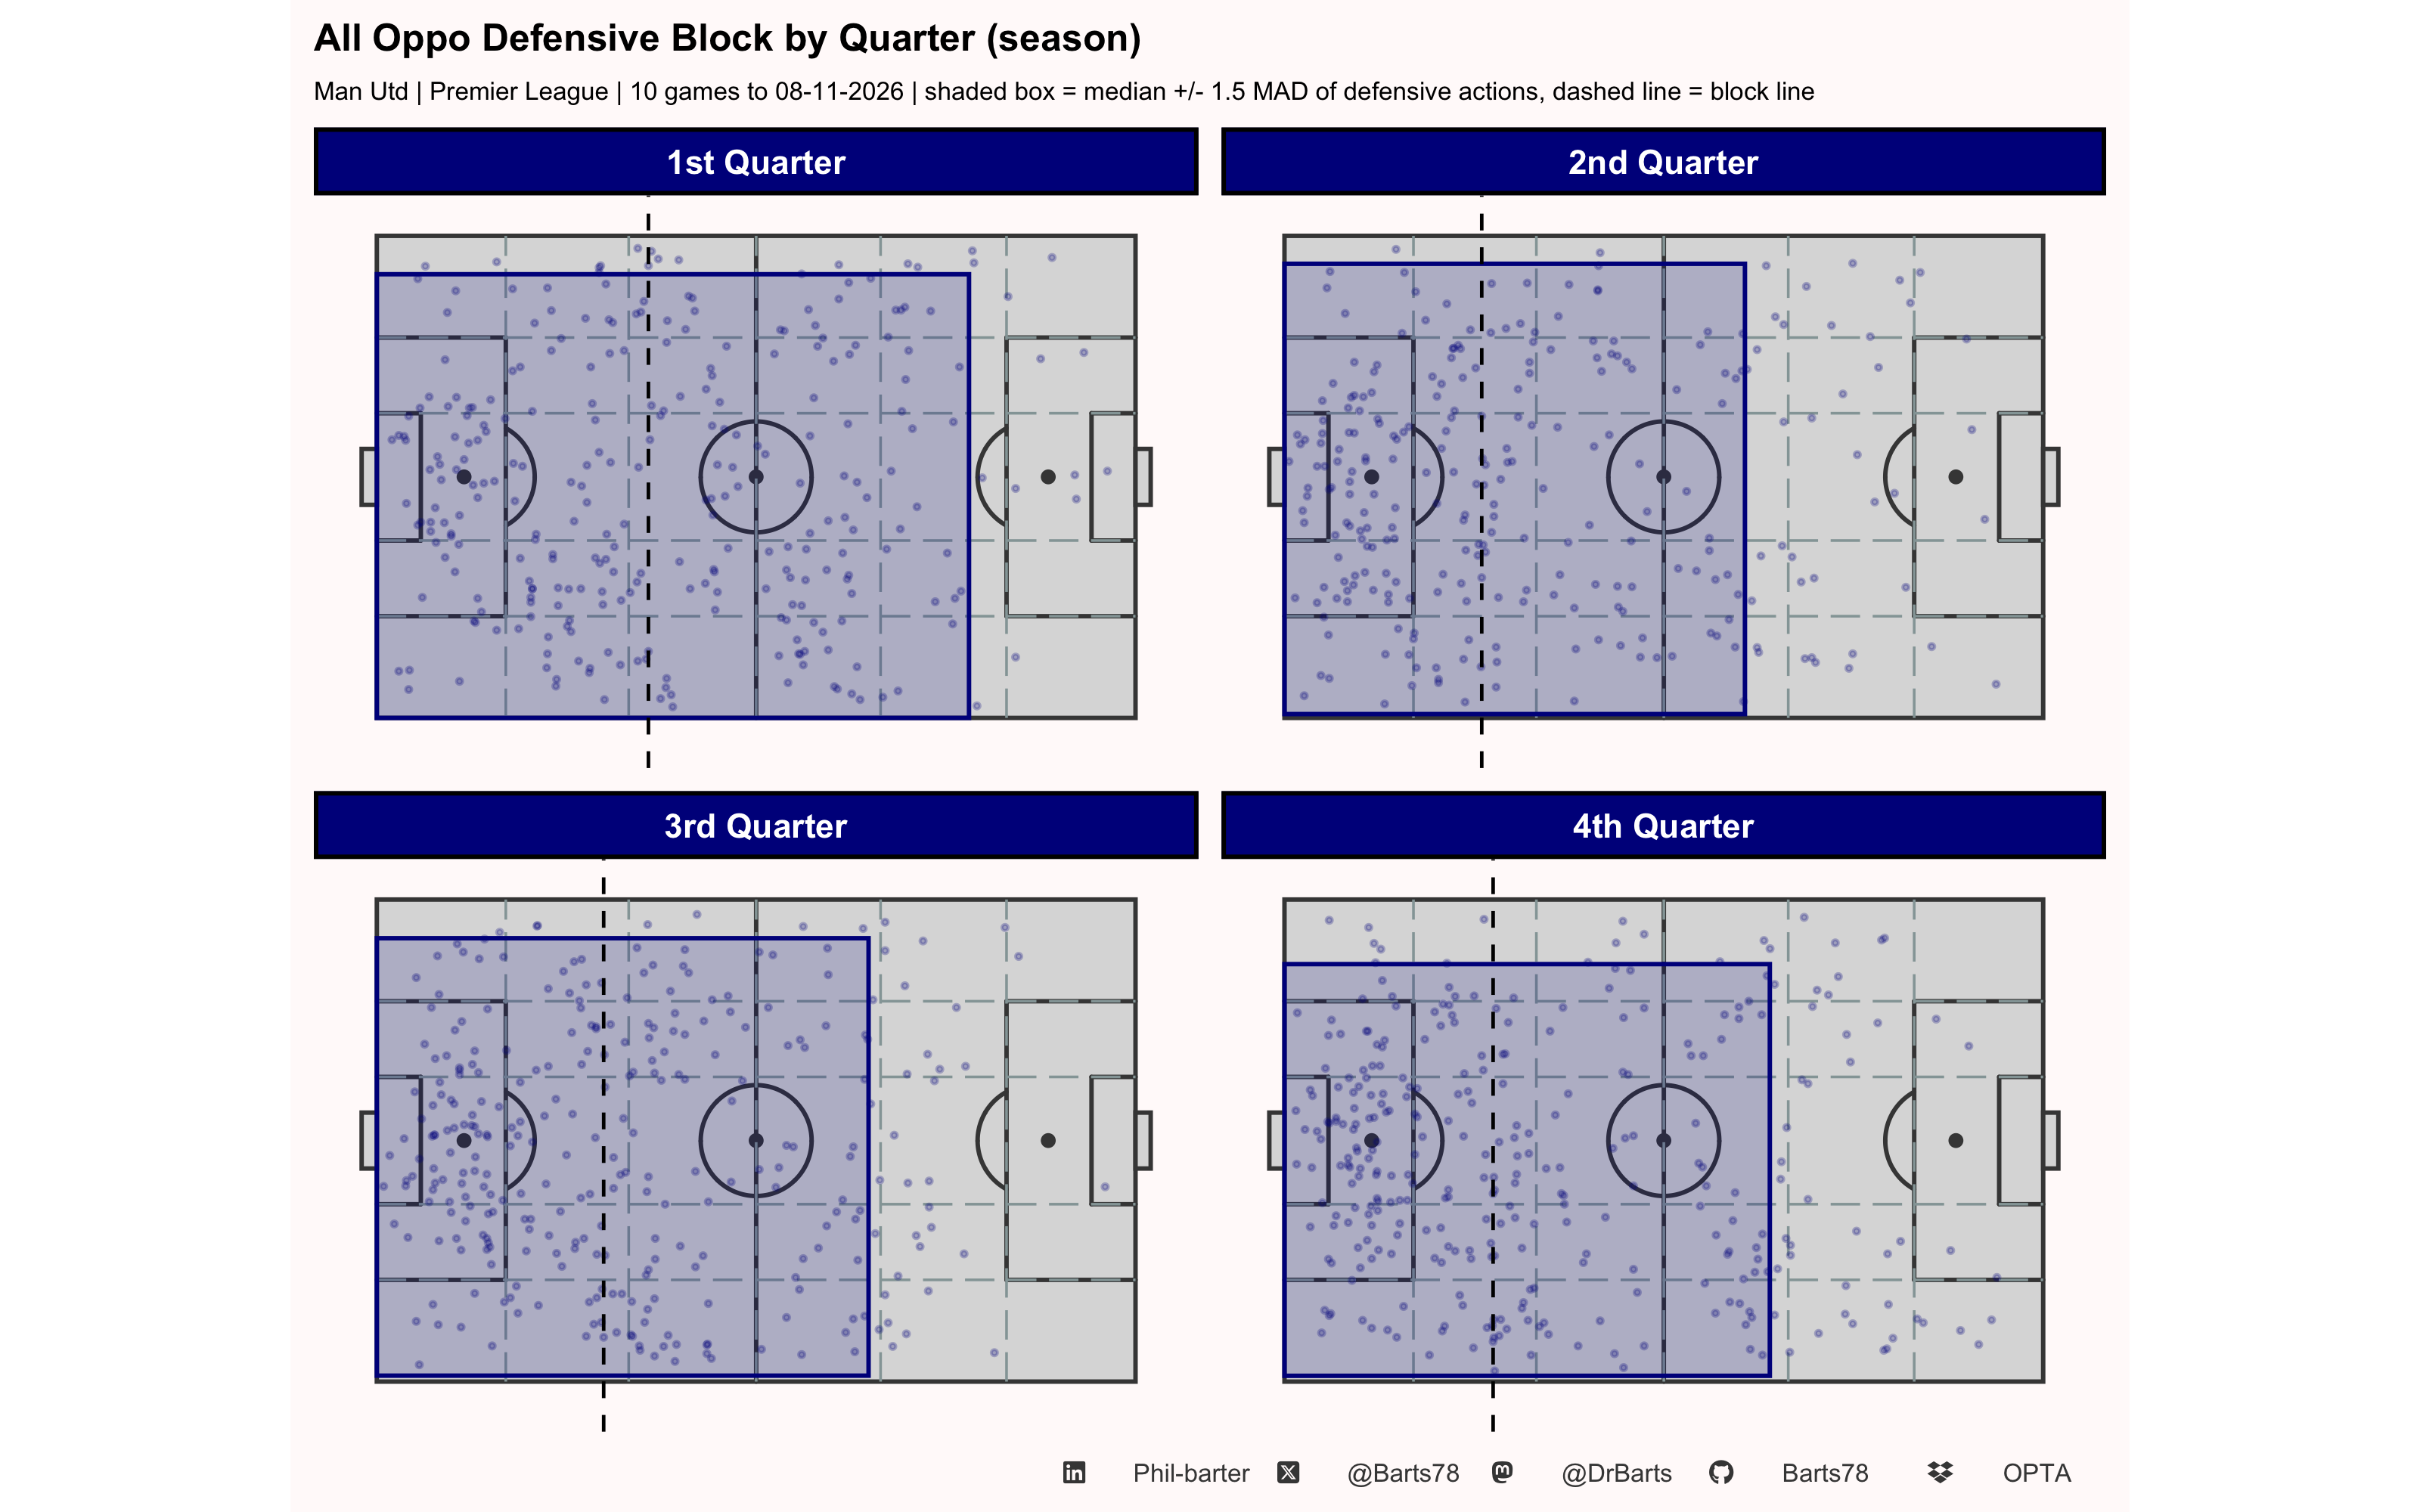 All Oppo Defensive Block by Quarter (season)
Man Utd | Premier League | 10 games to 08-11-2026 | shaded box = median +/- 1.5 MAD of defensive actions, dashed line = block line
1st Quarter
2nd Quarter
3rd Quarter
4th Quarter
Phil-barter @Barts78 @DrBarts Barts78 OPTA